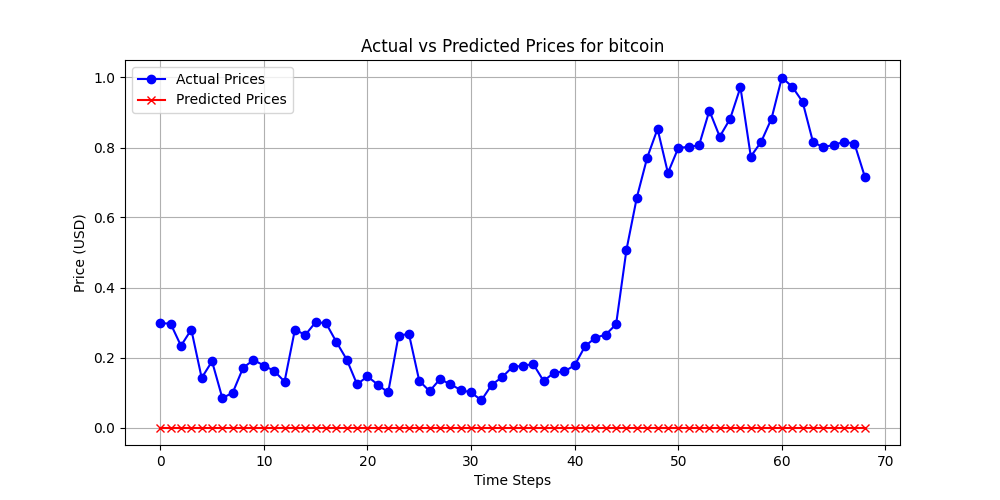 Actual vs Predicted Prices for bitcoin
Actual Prices
Predicted Prices
Price (USD)
1.0
0.8
0.6
0.4
0.2
0.0
0 10 20 30 40 50 60 70
Time Steps